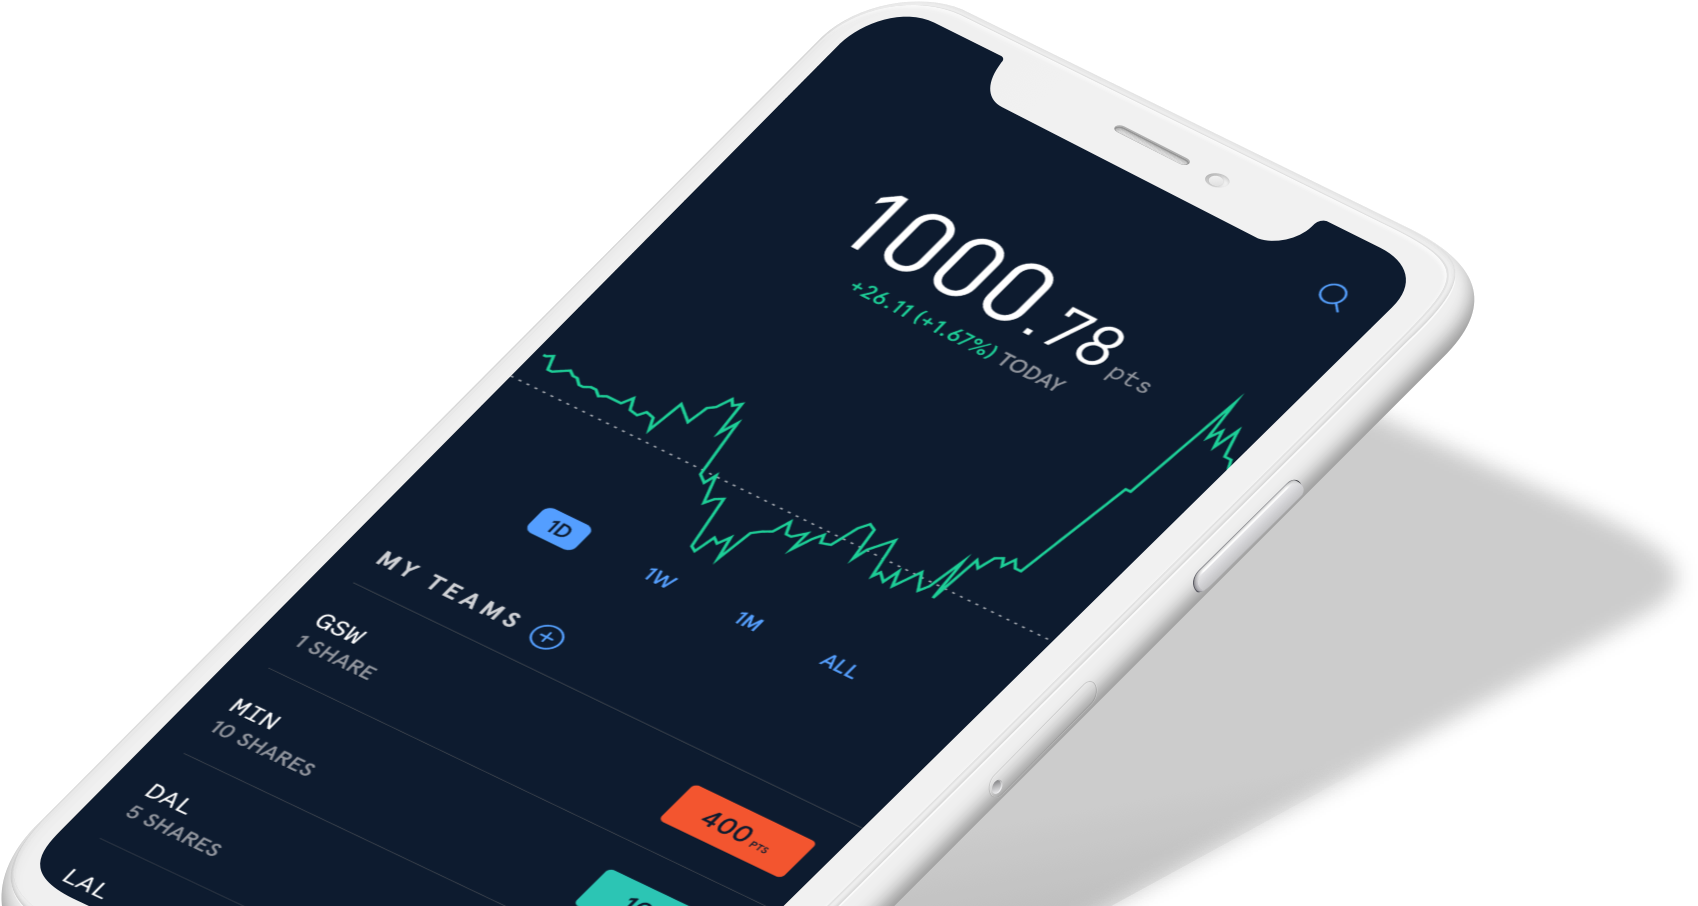 1000.78 pts
+26.11 (+1.67%) TODAY
1D
1W
1M
ALL
MY TEAMS
GSW
1 SHARE
400 PTS
MIN
10 SHARES
DAL
5 SHARES
LAL